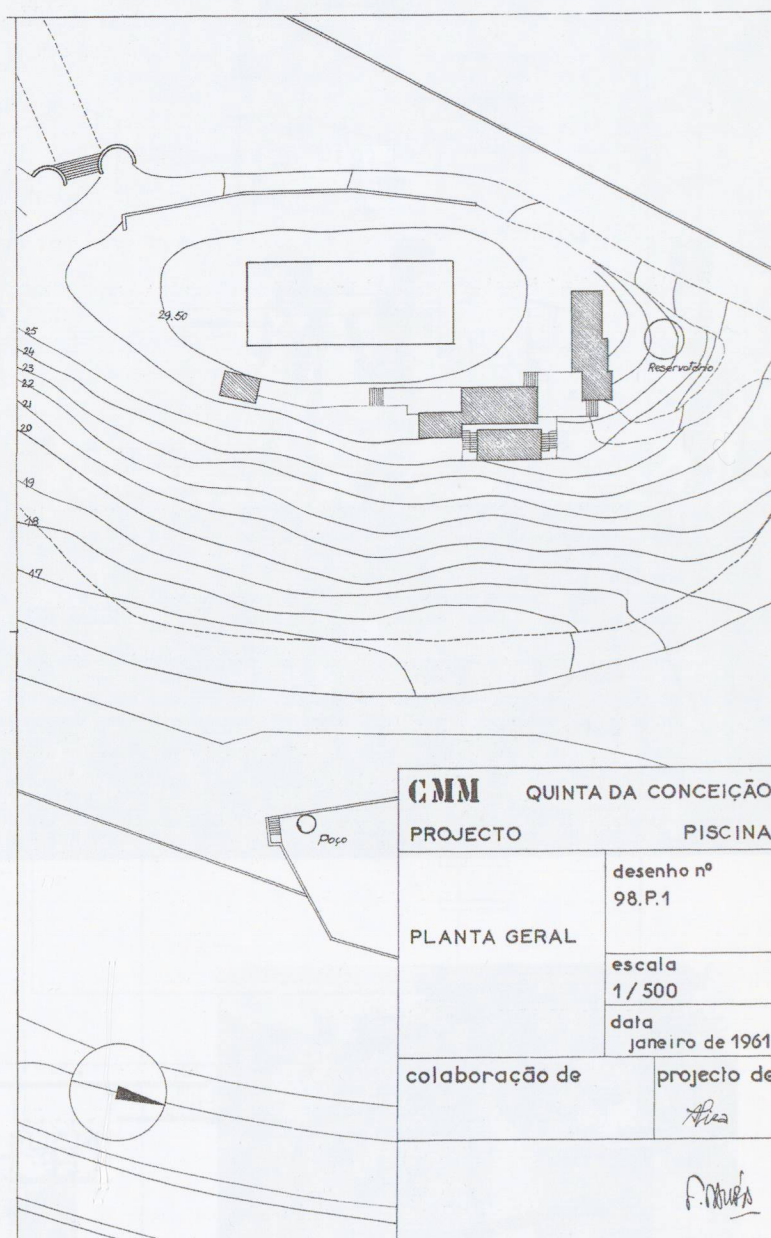 29.50
25
24
23
22
21
20
19
18
17
Reservatório
Poço
CMM QUINTA DA CONCEIÇÃO
PROJECTO PISCINA
PLANTA GERAL
desenho nº
98.P.1
escala
1/500
data
janeiro de 1961
colaboração de
projecto de